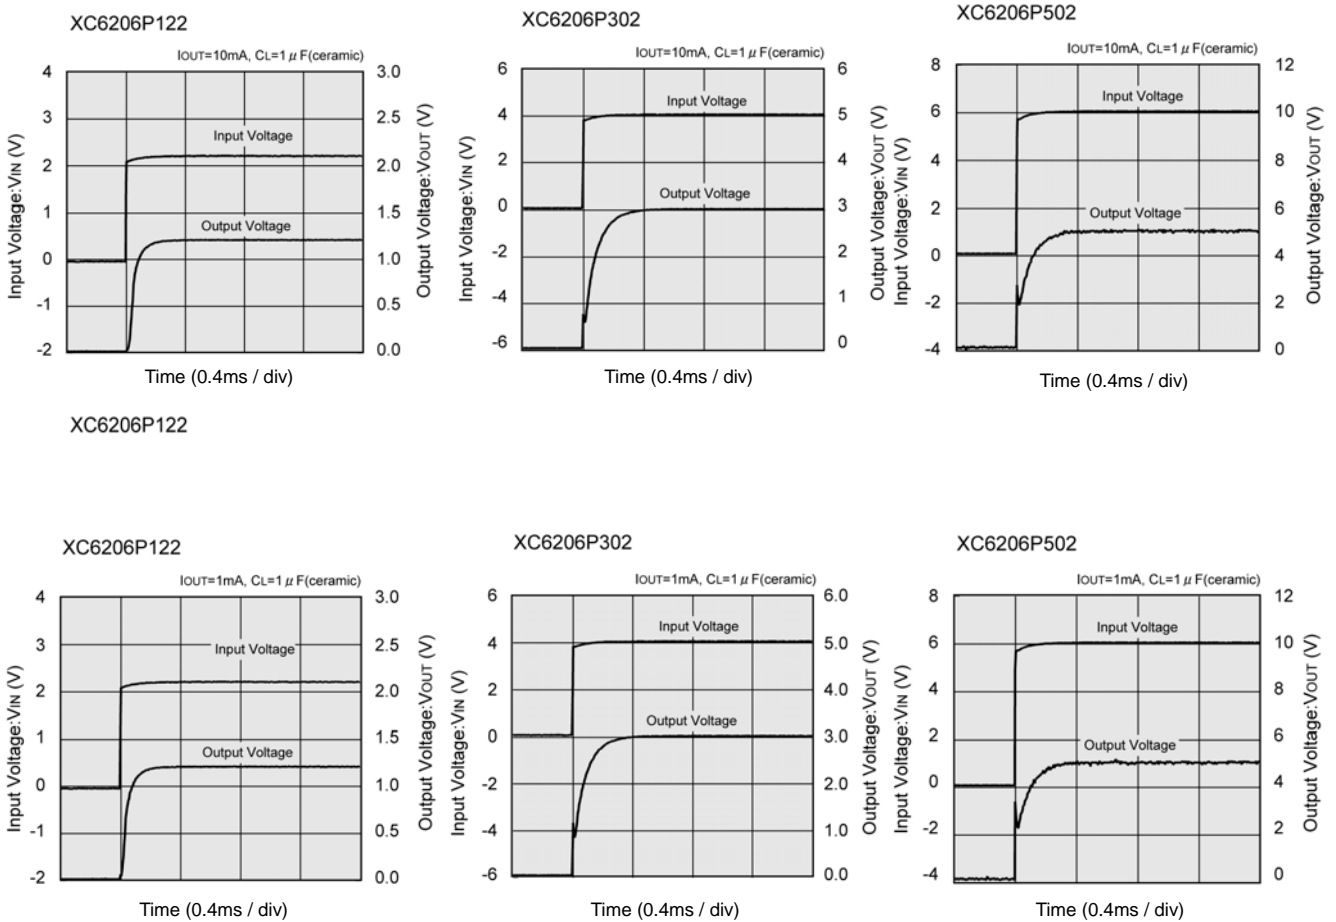 XC6206P122
IOUT=10mA, CL=1 μ F(ceramic)
4
3
2
1
0
-1
-2
3.0
2.5
2.0
1.5
1.0
0.5
0.0
Input Voltage
Output Voltage
Input Voltage:VIN (V)
Output Voltage:VOUT (V)
Time (0.4ms / div)
XC6206P302
IOUT=10mA, CL=1 μ F(ceramic)
6
4
2
0
-2
-4
-6
6
5
4
3
2
1
0
Input Voltage
Output Voltage
Input Voltage:VIN (V)
Output Voltage:VOUT (V)
Time (0.4ms / div)
XC6206P502
IOUT=10mA, CL=1 μ F(ceramic)
8
6
4
2
0
-2
-4
12
10
8
6
4
2
0
Input Voltage
Output Voltage
Input Voltage:VIN (V)
Output Voltage:VOUT (V)
Time (0.4ms / div)
XC6206P122
XC6206P122
IOUT=1mA, CL=1 μ F(ceramic)
4
3
2
1
0
-1
-2
3.0
2.5
2.0
1.5
1.0
0.5
0.0
Input Voltage
Output Voltage
Input Voltage:VIN (V)
Output Voltage:VOUT (V)
Time (0.4ms / div)
XC6206P302
IOUT=1mA, CL=1 μ F(ceramic)
6
4
2
0
-2
-4
-6
6.0
5.0
4.0
3.0
2.0
1.0
0.0
Input Voltage
Output Voltage
Input Voltage:VIN (V)
Output Voltage:VOUT (V)
Time (0.4ms / div)
XC6206P502
IOUT=1mA, CL=1 μ F(ceramic)
8
6
4
2
0
-2
-4
12
10
8
6
4
2
0
Input Voltage
Output Voltage
Input Voltage:VIN (V)
Output Voltage:VOUT (V)
Time (0.4ms / div)